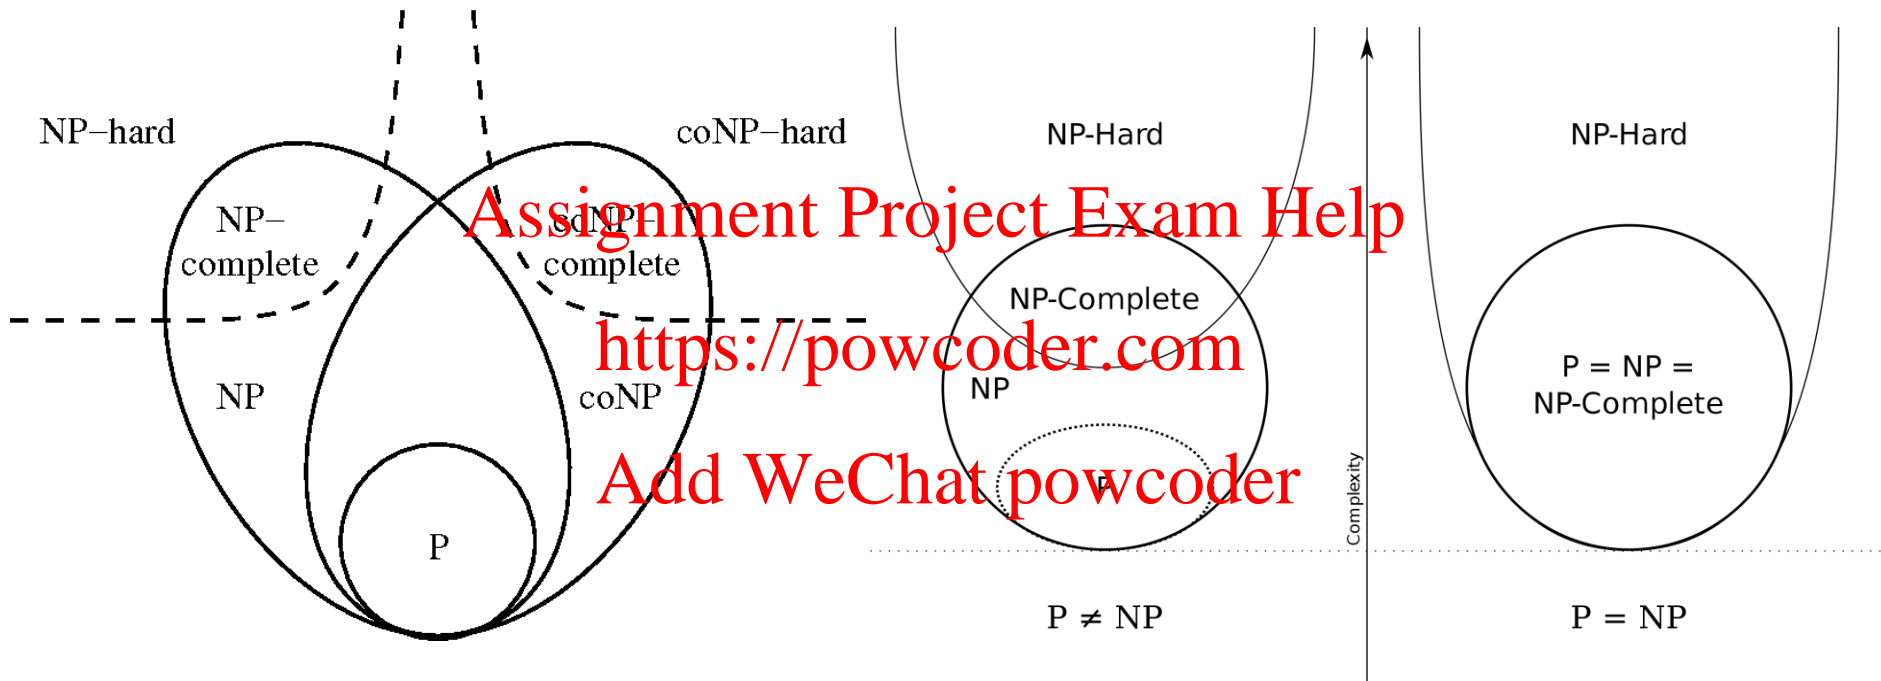 NP–hard
coNP–hard
NP–
complete
coNP–
complete
NP
coNP
P
NP-Hard
NP-Complete
NP
P
P ≠ NP
Complexity
NP-Hard
P = NP =
NP-Complete
P = NP
Assignment Project Exam Help
https://powcoder.com
Add WeChat powcoder